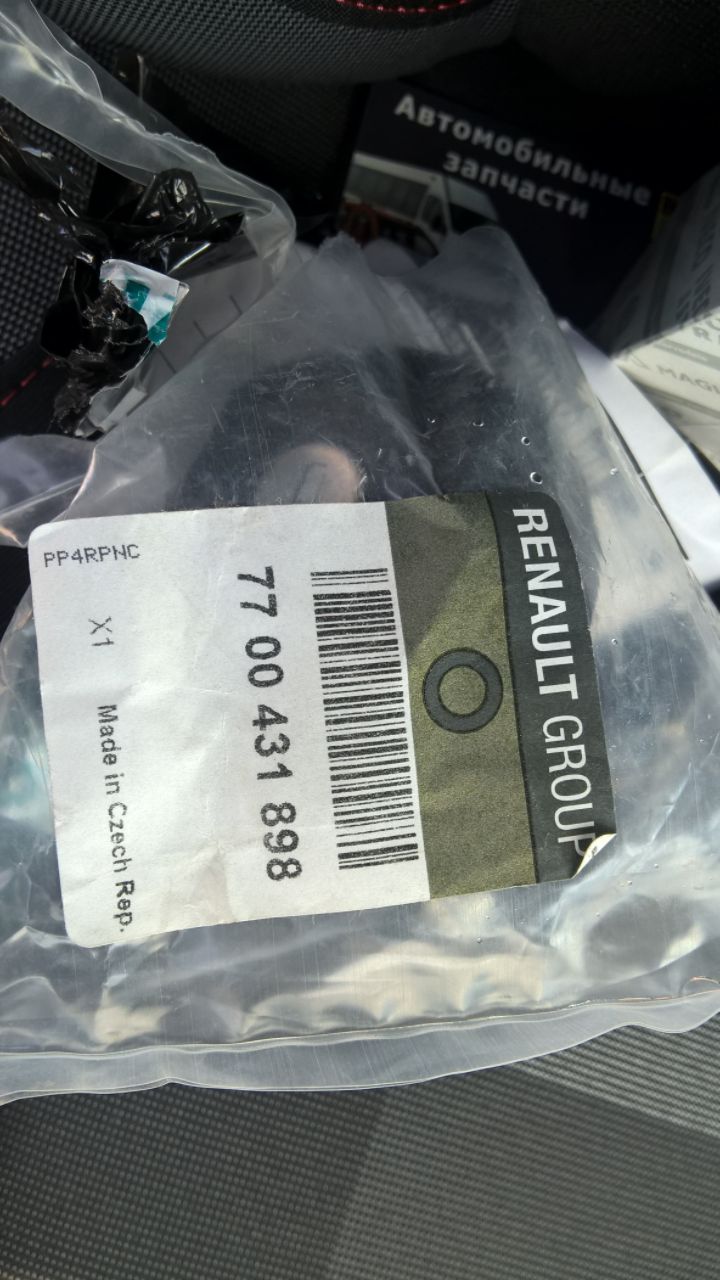 Автомобильные
запчасти
RENAULT GROUP
77 00 431 898
PP4RPNC
X1
Made in Czech Rep.